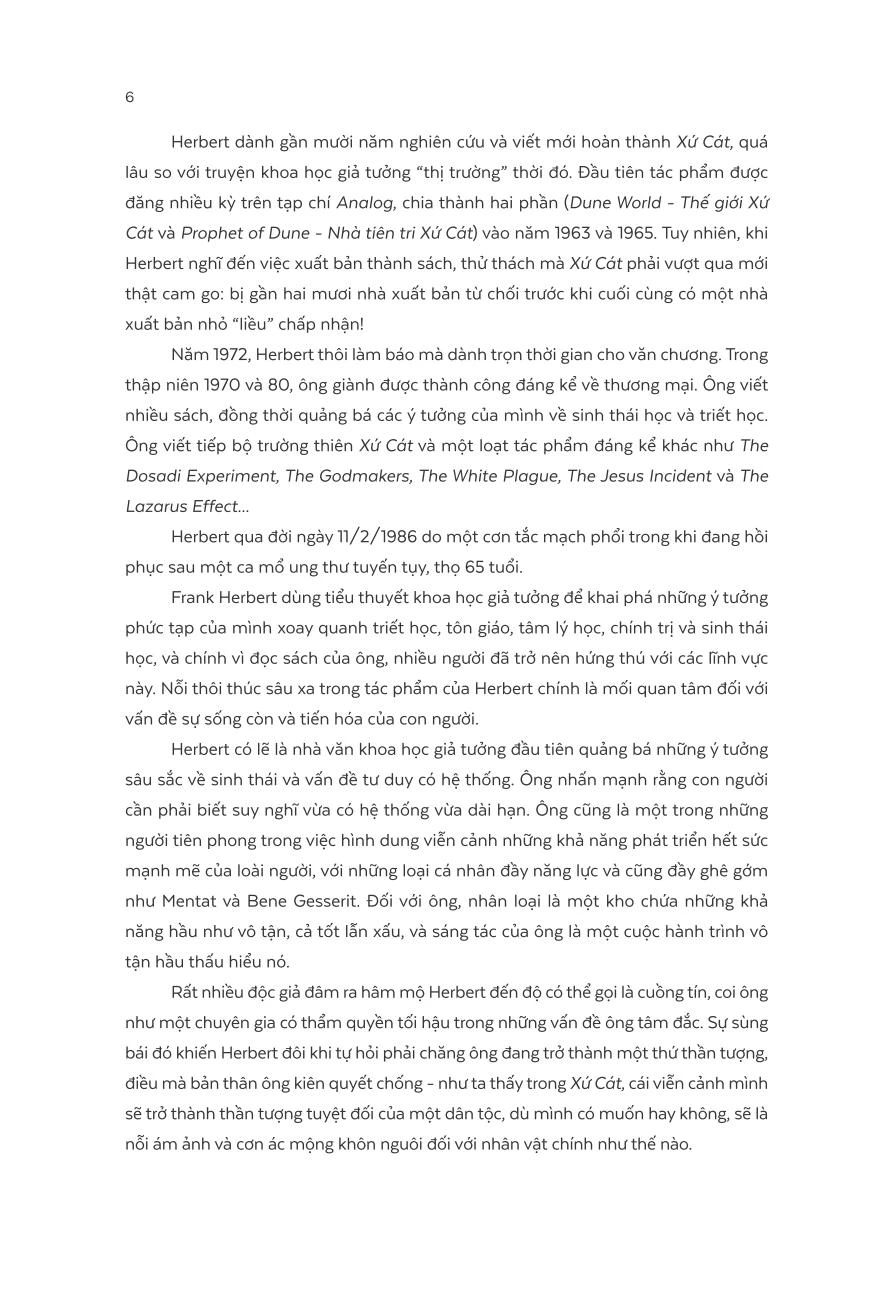 6
Herbert dành gần mười năm nghiên cứu và viết mới hoàn thành Xứ Cát, quá
lâu so với truyện khoa học giả tưởng “thị trường” thời đó. Đầu tiên tác phẩm được
đăng nhiều kỳ trên tạp chí Analog, chia thành hai phần (Dune World - Thế giới Xứ
Cát và Prophet of Dune - Nhà tiên tri Xứ Cát) vào năm 1963 và 1965. Tuy nhiên, khi
Herbert nghĩ đến việc xuất bản thành sách, thử thách mà Xứ Cát phải vượt qua mới
thật cam go: bị gần hai mươi nhà xuất bản từ chối trước khi cuối cùng có một nhà
xuất bản nhỏ “liều” chấp nhận!
Năm 1972, Herbert thôi làm báo mà dành trọn thời gian cho văn chương. Trong
thập niên 1970 và 80, ông giành được thành công đáng kể về thương mại. Ông viết
nhiều sách, đồng thời quảng bá các ý tưởng của mình về sinh thái học và triết học.
Ông viết tiếp bộ trường thiên Xứ Cát và một loạt tác phẩm đáng kể khác như The
Dosadi Experiment, The Godmakers, The White Plague, The Jesus Incident và The
Lazarus Effect...
Herbert qua đời ngày 11/2/1986 do một cơn tắc mạch phổi trong khi đang hồi
phục sau một ca mổ ung thư tuyến tụy, thọ 65 tuổi.
Frank Herbert dùng tiểu thuyết khoa học giả tưởng để khai phá những ý tưởng
phức tạp của mình xoay quanh triết học, tôn giáo, tâm lý học, chính trị và sinh thái
học, và chính vì đọc sách của ông, nhiều người đã trở nên hứng thú với các lĩnh vực
này. Nỗi thôi thúc sâu xa trong tác phẩm của Herbert chính là mối quan tâm đối với
vấn đề sự sống còn và tiến hóa của con người.
Herbert có lẽ là nhà văn khoa học giả tưởng đầu tiên quảng bá những ý tưởng
sâu sắc về sinh thái và vấn đề tư duy có hệ thống. Ông nhấn mạnh rằng con người
cần phải biết suy nghĩ vừa có hệ thống vừa dài hạn. Ông cũng là một trong những
người tiên phong trong việc hình dung viễn cảnh những khả năng phát triển hết sức
mạnh mẽ của loài người, với những loại cá nhân đầy năng lực và cũng đầy ghê gớm
như Mentat và Bene Gesserit. Đối với ông, nhân loại là một kho chứa những khả
năng hầu như vô tận, cả tốt lẫn xấu, và sáng tác của ông là một cuộc hành trình vô
tận hầu thấu hiểu nó.
Rất nhiều độc giả đâm ra hâm mộ Herbert đến độ có thể gọi là cuồng tín, coi ông
như một chuyên gia có thẩm quyền tối hậu trong những vấn đề ông tâm đắc. Sự sùng
bái đó khiến Herbert đôi khi tự hỏi phải chăng ông đang trở thành một thứ thần tượng,
điều mà bản thân ông kiên quyết chống - như ta thấy trong Xứ Cát, cái viễn cảnh mình
sẽ trở thành thần tượng tuyệt đối của một dân tộc, dù mình có muốn hay không, sẽ là
nỗi ám ảnh và cơn ác mộng khôn nguôi đối với nhân vật chính như thế nào.